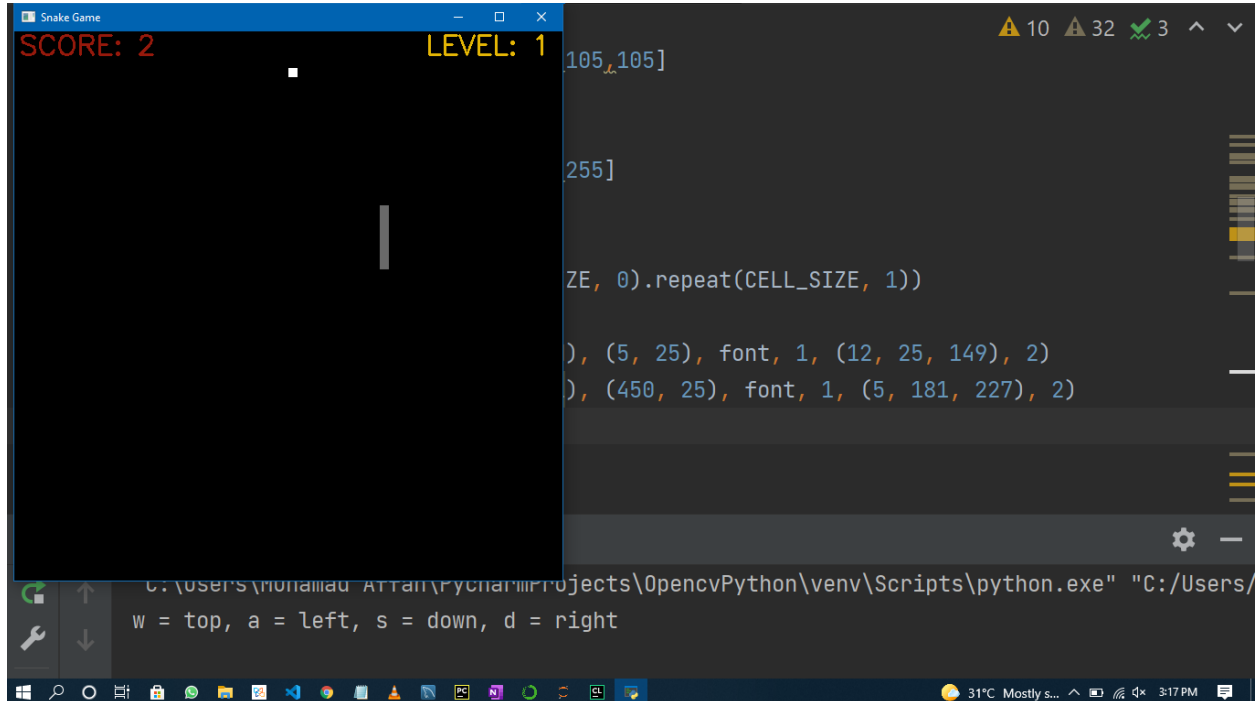 Snake Game
SCORE: 2 LEVEL: 1
10 32 3
105,105]
255]
ZE, 0).repeat(CELL_SIZE, 1))
), (5, 25), font, 1, (12, 25, 149), 2)
), (450, 25), font, 1, (5, 181, 227), 2)
C:\Users\Mohamad Affan\PycharmProjects\OpencvPython\venv\Scripts\python.exe" "C:/Users/
w = top, a = left, s = down, d = right
31°C Mostly s... 3:17 PM